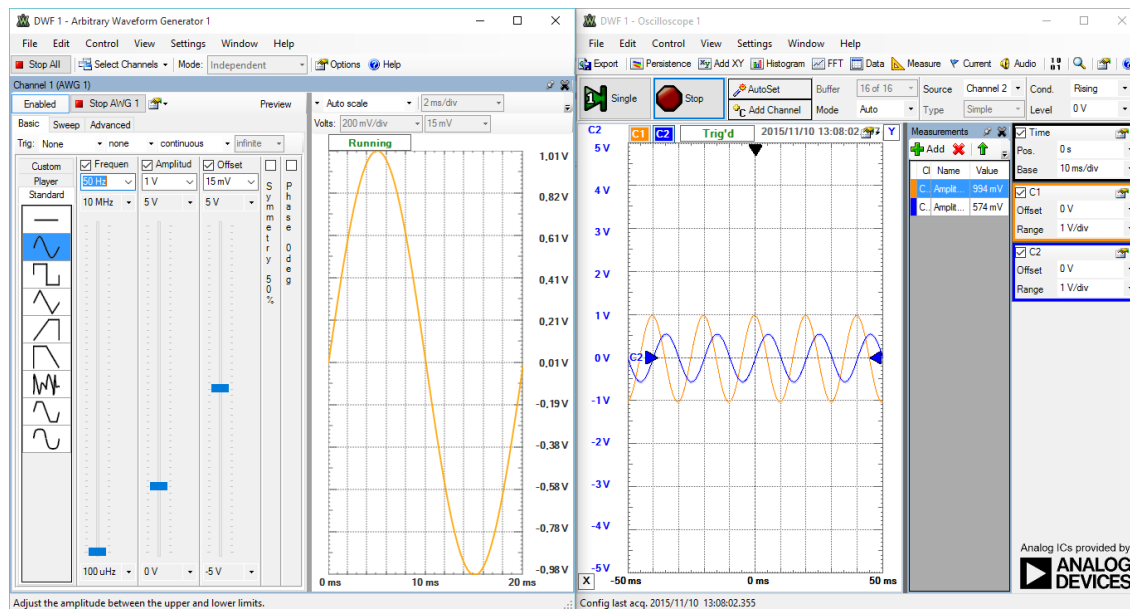 DWF 1 - Arbitrary Waveform Generator 1
File Edit Control View Settings Window Help
Stop All Select Channels Mode: Independent Options Help
Channel 1 (AWG 1)
Enabled Stop AWG 1 Preview
Basic Sweep Advanced
Trig: None none continuous infinite
Custom
Player
Standard
Frequen Amplitud Offset
50 Hz 1 V 15 mV
10 MHz 5 V 5 V
100 uHz 0 V -5 V
Symmetry 50%
Phase 0 deg
Auto scale 2 ms/div
Volts: 200 mV/div 15 mV
Running
1,01 V
0,82 V
0,61 V
0,41 V
0,21 V
0,01 V
-0,19 V
-0,38 V
-0,58 V
-0,78 V
-0,98 V
0 ms 10 ms 20 ms
Adjust the amplitude between the upper and lower limits.
DWF 1 - Oscilloscope 1
File Edit Control View Settings Window Help
Export Persistence Add XY Histogram FFT Data Measure Current Audio
Single Stop AutoSet Add Channel
Buffer 16 of 16 Source Channel 2 Cond. Rising
Mode Auto Type Simple Level 0 V
C2 C1 C2 Trig'd 2015/11/10 13:08:02 Y
5 V
4 V
3 V
2 V
1 V
0 V C2
-1 V
-2 V
-3 V
-4 V
-5 V
X -50 ms 0 ms 50 ms
Measurements
Add
Cl Name Value
C.. Amplit... 994 mV
C.. Amplit... 574 mV
Time
Pos. 0 s
Base 10 ms/div
C1
Offset 0 V
Range 1 V/div
C2
Offset 0 V
Range 1 V/div
Analog ICs provided by
ANALOG
DEVICES
Config last acq. 2015/11/10 13:08:02.355